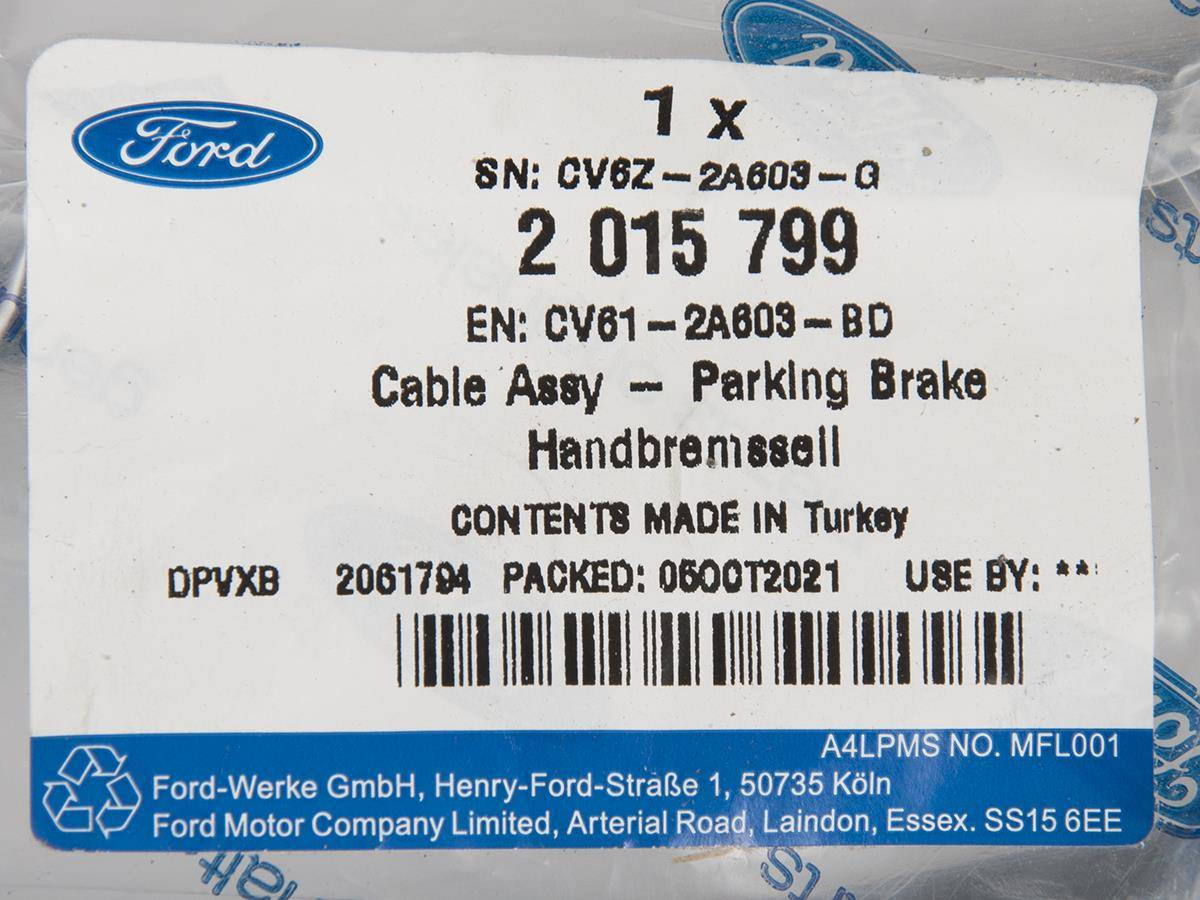 Ford
1 x
SN: CV6Z-2A603-G
2 015 799
EN: CV61-2A603-BD
Cable Assy - Parking Brake
Handbremsseil
CONTENTS MADE IN Turkey
DPVXB 2061794 PACKED: 06OCT2021 USE BY: **
A4LPMS NO. MFL001
Ford-Werke GmbH, Henry-Ford-Straße 1, 50735 Köln
Ford Motor Company Limited, Arterial Road, Laindon, Essex. SS15 6EE